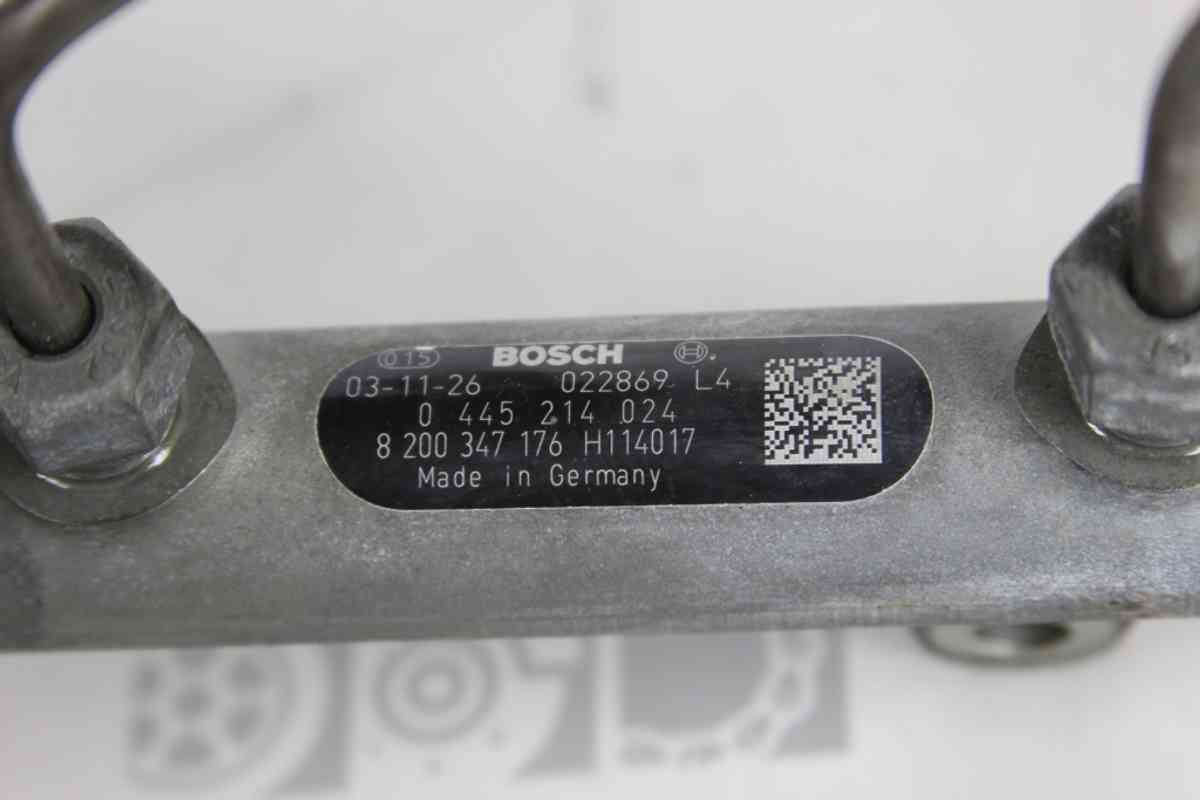 015 BOSCH
03-11-26 022869 L4
0 445 214 024
8 200 347 176 H114017
Made in Germany